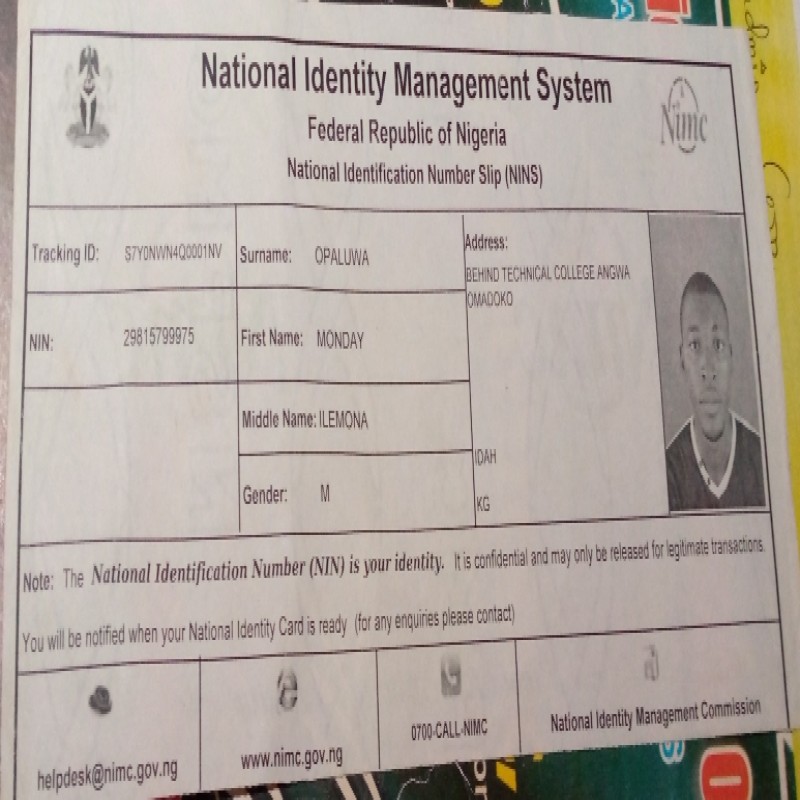 National Identity Management System
Federal Republic of Nigeria
National Identification Number Slip (NINS)
Nimc
Tracking ID: S7Y0NWN4Q0001NV
Surname: OPALUWA
Address:
BEHIND TECHNICAL COLLEGE ANGWA
OMADOKO
NIN: 29815799975
First Name: MONDAY
Middle Name: ILEMONA
IDAH
Gender: M
KG
Note: The National Identification Number (NIN) is your identity. It is confidential and may only be released for legitimate transactions.
You will be notified when your National Identity Card is ready (for any enquiries please contact)
helpdesk@nimc.gov.ng
www.nimc.gov.ng
0700-CALL-NIMC
National Identity Management Commission